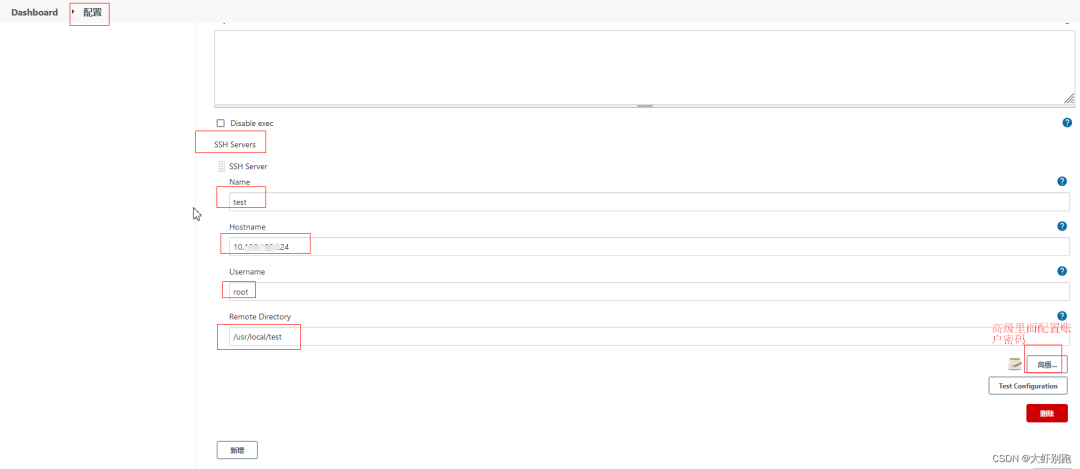 Dashboard
配置
Disable exec
SSH Servers
SSH Server
Name
test
Hostname
10.
24
Username
root
Remote Directory
/usr/local/test
高级里面配置账
户密码
高级...
Test Configuration
删除
新增
CSDN @大虾别跑